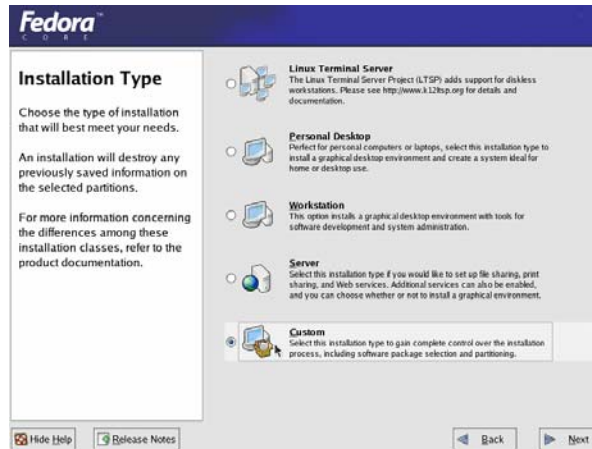 Fedora™
CORE
Installation Type
Choose the type of installation
that will best meet your needs.
An installation will destroy any
previously saved information on
the selected partitions.
For more information concerning
the differences among these
installation classes, refer to the
product documentation.
Linux Terminal Server
The Linux Terminal Server Project (LTSP) adds support for diskless
workstations. Please see http://www.k12ltsp.org for details and
documentation.
Personal Desktop
Perfect for personal computers or laptops, select this installation type to
install a graphical desktop environment and create a system ideal for
home or desktop use.
Workstation
This option installs a graphical desktop environment with tools for
software development and system administration.
Server
Select this installation type if you would like to set up file sharing, print
sharing, and Web services. Additional services can also be enabled,
and you can choose whether or not to install a graphical environment.
Custom
Select this installation type to gain complete control over the installation
process, including software package selection and partitioning.
Hide Help
Release Notes
Back
Next